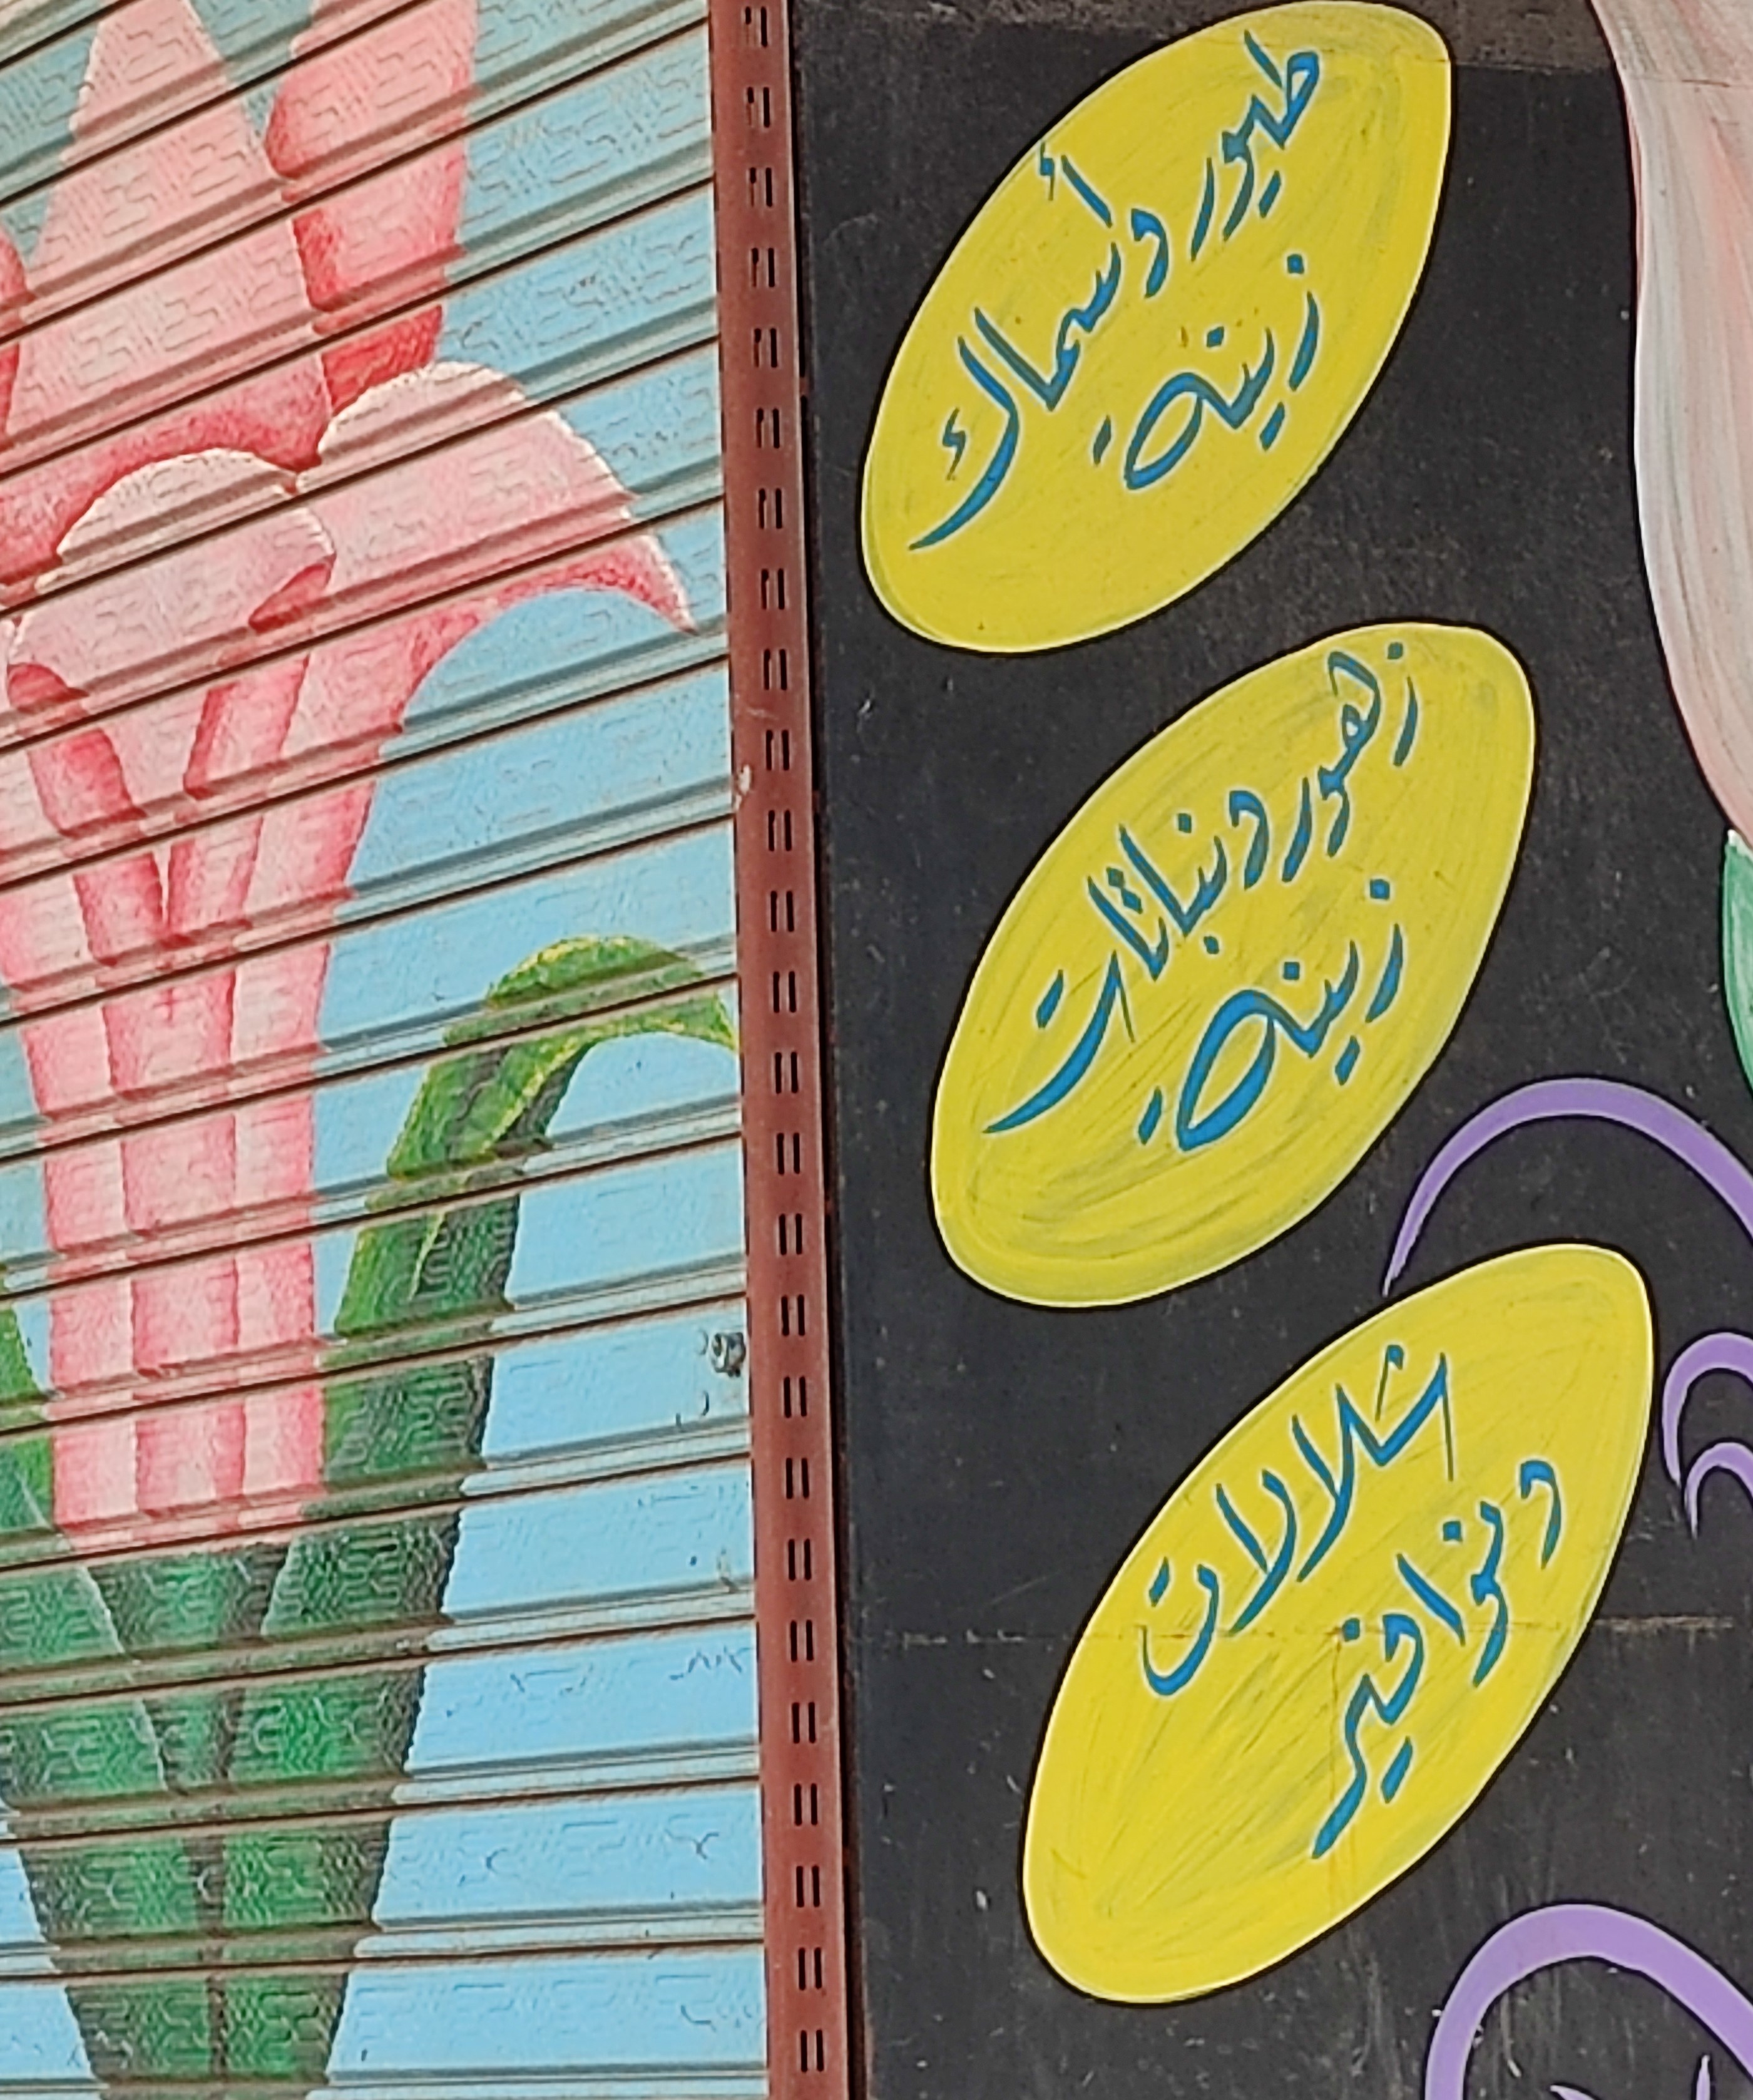 طيور وأسماك
زينة
زهور ونباتات
زينة
شلالات
ونوافير